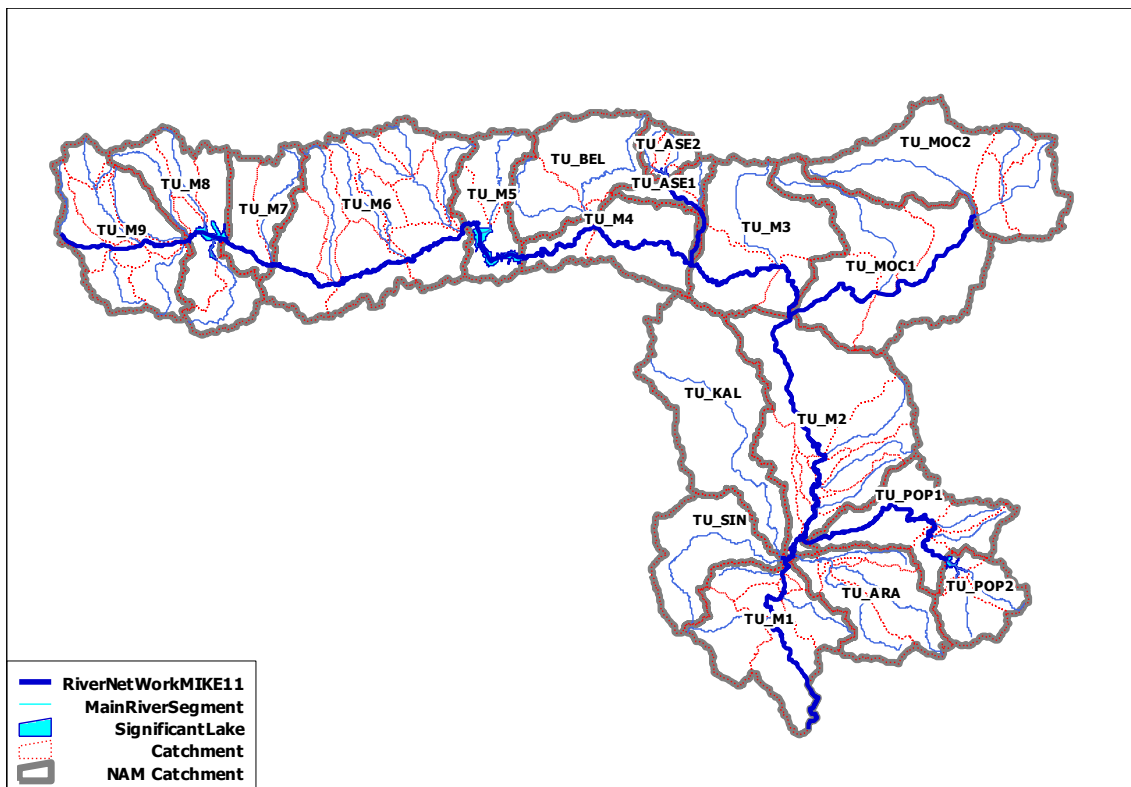 TU_MOC2
TU_ASE2
TU_BEL
TU_M8
TU_ASE1
TU_M5
TU_M7
TU_M6
TU_M4
TU_M3
TU_M9
TU_MOC1
TU_KAL
TU_M2
TU_POP1
TU_SIN
TU_POP2
TU_ARA
TU_M1
RiverNetWorkMIKE11
MainRiverSegment
SignificantLake
Catchment
NAM Catchment